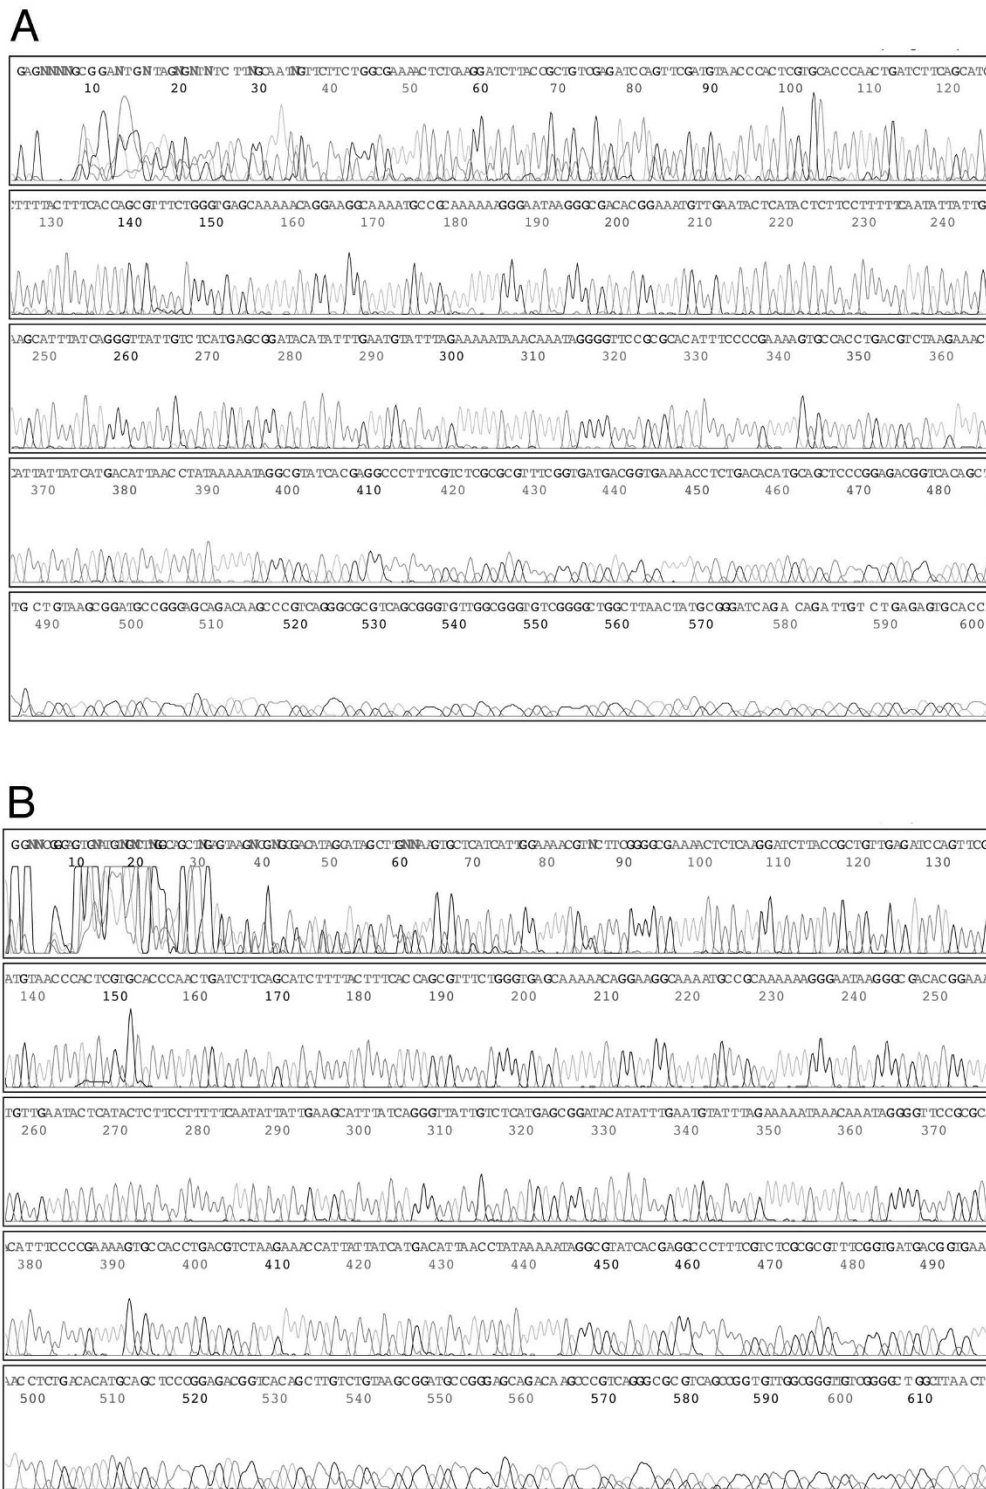 A
GAGNNNNGCGGANTGNTAGNGNTNTCTTNGCAATNGTTCTTCTGGCGAAAACTCTCAAGGATCTTACCGCTGTCGAGATCCAGTTCGATGTAACCCACTCGTGCACCCAACTGATCTTCAGCATC
10 20 30 40 50 60 70 80 90 100 110 120
TTTTACTTTCACCAGCGTTTCTGGGTGAGCAAAAACAGGAAGGCAAAATGCCGCAAAAAAGGGAATAAGGGCGACACGGAAATGTTGAATACTCATACTCTTCCTTTTTCAATATTATTG
130 140 150 160 170 180 190 200 210 220 230 240
AAGCATTTATCAGGGTTATTGTCTCATGAGCGGATACATATTTGAATGTATTTAGAAAAATAAACAAATAGGGGTTCCGCGCACATTTCCCCGAAAAGTGCCACCTGACGTCTAAGAAAC
250 260 270 280 290 300 310 320 330 340 350 360
CATTATTATCATGACATTAACCTATAAAAATAGGCGTATCACGAGGCCCTTTCGTCTCGCGCGTTTCGGTGATGACGGTGAAAACCTCTGACACATGCAGCTCCCGGAGACGGTCACAGCT
370 380 390 400 410 420 430 440 450 460 470 480
TGCTGTAAGCGGATGCCGGGAGCAGACAAGCCCGTCAGGGCGCGTCAGCGGGTGTTGGCGGGTGTCGGGGCTGGCTTAACTATGCGGGATCAGA CAGATTGT CTGAGAGTGCACC
490 500 510 520 530 540 550 560 570 580 590 600
B
10 20 30 40 50 60 70 80 90 100 110 120 130
ATGTAACCCACTCGTGCACCCAACTGATCTTCAGCATCTTTTACTTTCACCAGCGTTTCTGGGTGAGCAAAAACAGGAAGGCAAAATGCCGCAAAAAAGGGAATAAGGGCGACACGGAAA
140 150 160 170 180 190 200 210 220 230 240 250
TGTTGAATACTCATACTCTTCCTTTTTCAATATTATTGAAGCATTTATCAGGGTTATTGTCTCATGAGCGGATACATATTTGAATGTATTTAGAAAAATAAACAAATAGGGGTTCCGCGC
260 270 280 290 300 310 320 330 340 350 360 370
CATTTCCCCGAAAAGTGCCACCTGACGTCTAAGAAACCATTATTATCATGACATTAACCTATAAAAATAGGCGTATCACGAGGCCCTTTCGTCTCGCGCGTTTCGGTGATGACGGTGAA
380 390 400 410 420 430 440 450 460 470 480 490
AACCTCTGACACATGCAGCTCCCGGAGACGGTCACAGCTTGTCTGTAAGCGGATGCCGGGAGCAGACAAGCCCGTCAGGGCGCGTCAGCGGGTGTTGGCGGGTGTCGGGGCTGGCTTAACT
500 510 520 530 540 550 560 570 580 590 600 610